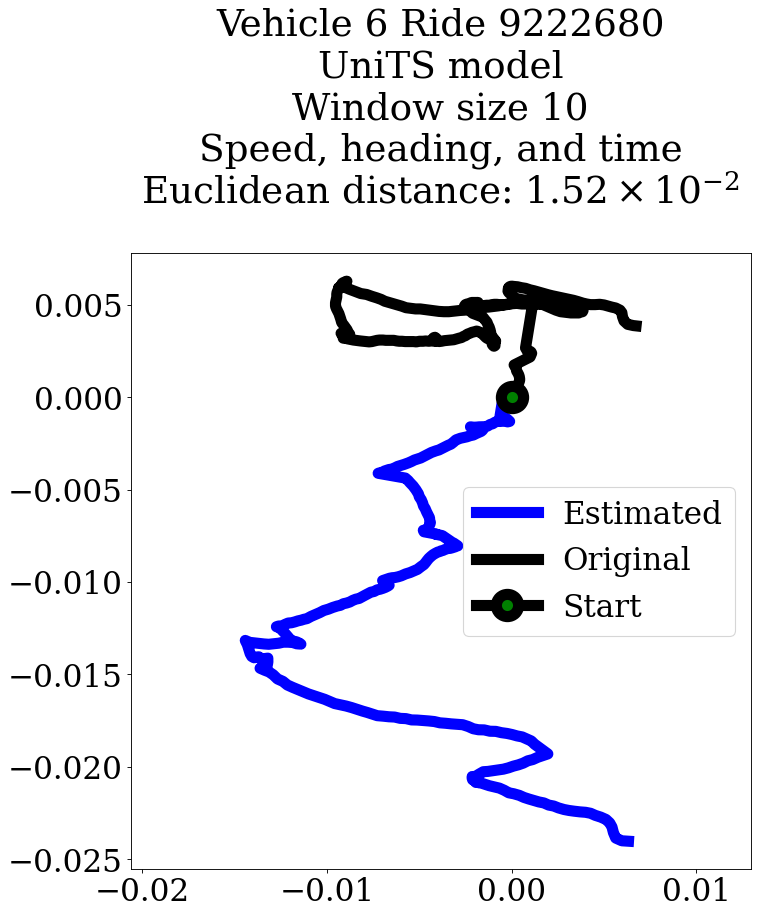 Vehicle 6 Ride 9222680
UniTS model
Window size 10
Speed, heading, and time
Euclidean distance: 1.52 × 10⁻²
0.005
0.000
−0.005
−0.010
−0.015
−0.020
−0.025
Estimated
Original
Start
−0.02 −0.01 0.00 0.01